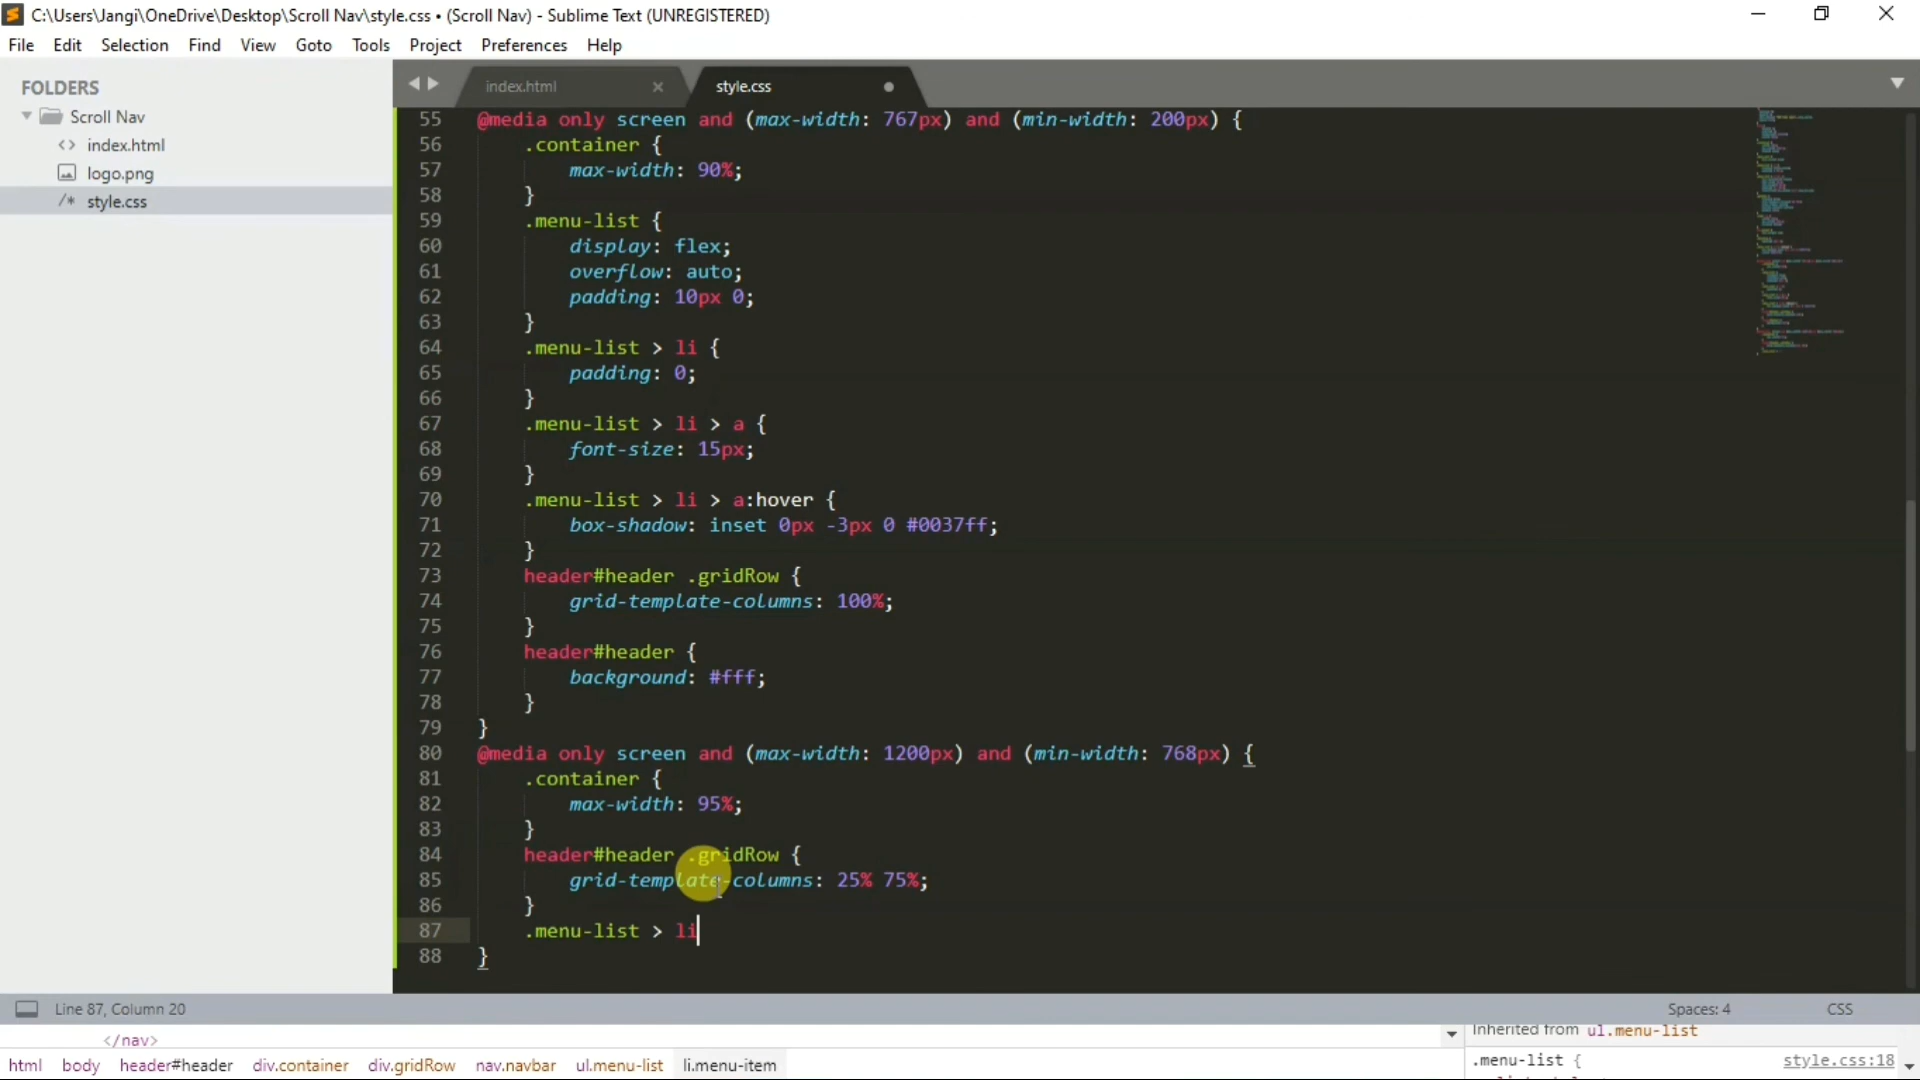 C:\Users\Jangi\OneDrive\Desktop\Scroll Nav\style.css • (Scroll Nav) - Sublime Text (UNREGISTERED)
File Edit Selection Find View Goto Tools Project Preferences Help
FOLDERS
Scroll Nav
<> index.html
logo.png
/* style.css
index.html
style.css
55 @media only screen and (max-width: 767px) and (min-width: 200px) {
56 .container {
57 max-width: 90%;
58 }
59 .menu-list {
60 display: flex;
61 overflow: auto;
62 padding: 10px 0;
63 }
64 .menu-list > li {
65 padding: 0;
66 }
67 .menu-list > li > a {
68 font-size: 15px;
69 }
70 .menu-list > li > a:hover {
71 box-shadow: inset 0px -3px 0 #0037ff;
72 }
73 header#header .gridRow {
74 grid-template-columns: 100%;
75 }
76 header#header {
77 background: #fff;
78 }
79 }
80 @media only screen and (max-width: 1200px) and (min-width: 768px) {
81 .container {
82 max-width: 95%;
83 }
84 header#header .gridRow {
85 grid-template-columns: 25% 75%;
86 }
87 .menu-list > li
88 }
Line 87, Column 20
Spaces: 4
CSS
</nav>
Inherited from ul.menu-list
html body header#header div.container div.gridRow nav.navbar ul.menu-list li.menu-item
.menu-list { style.css:18